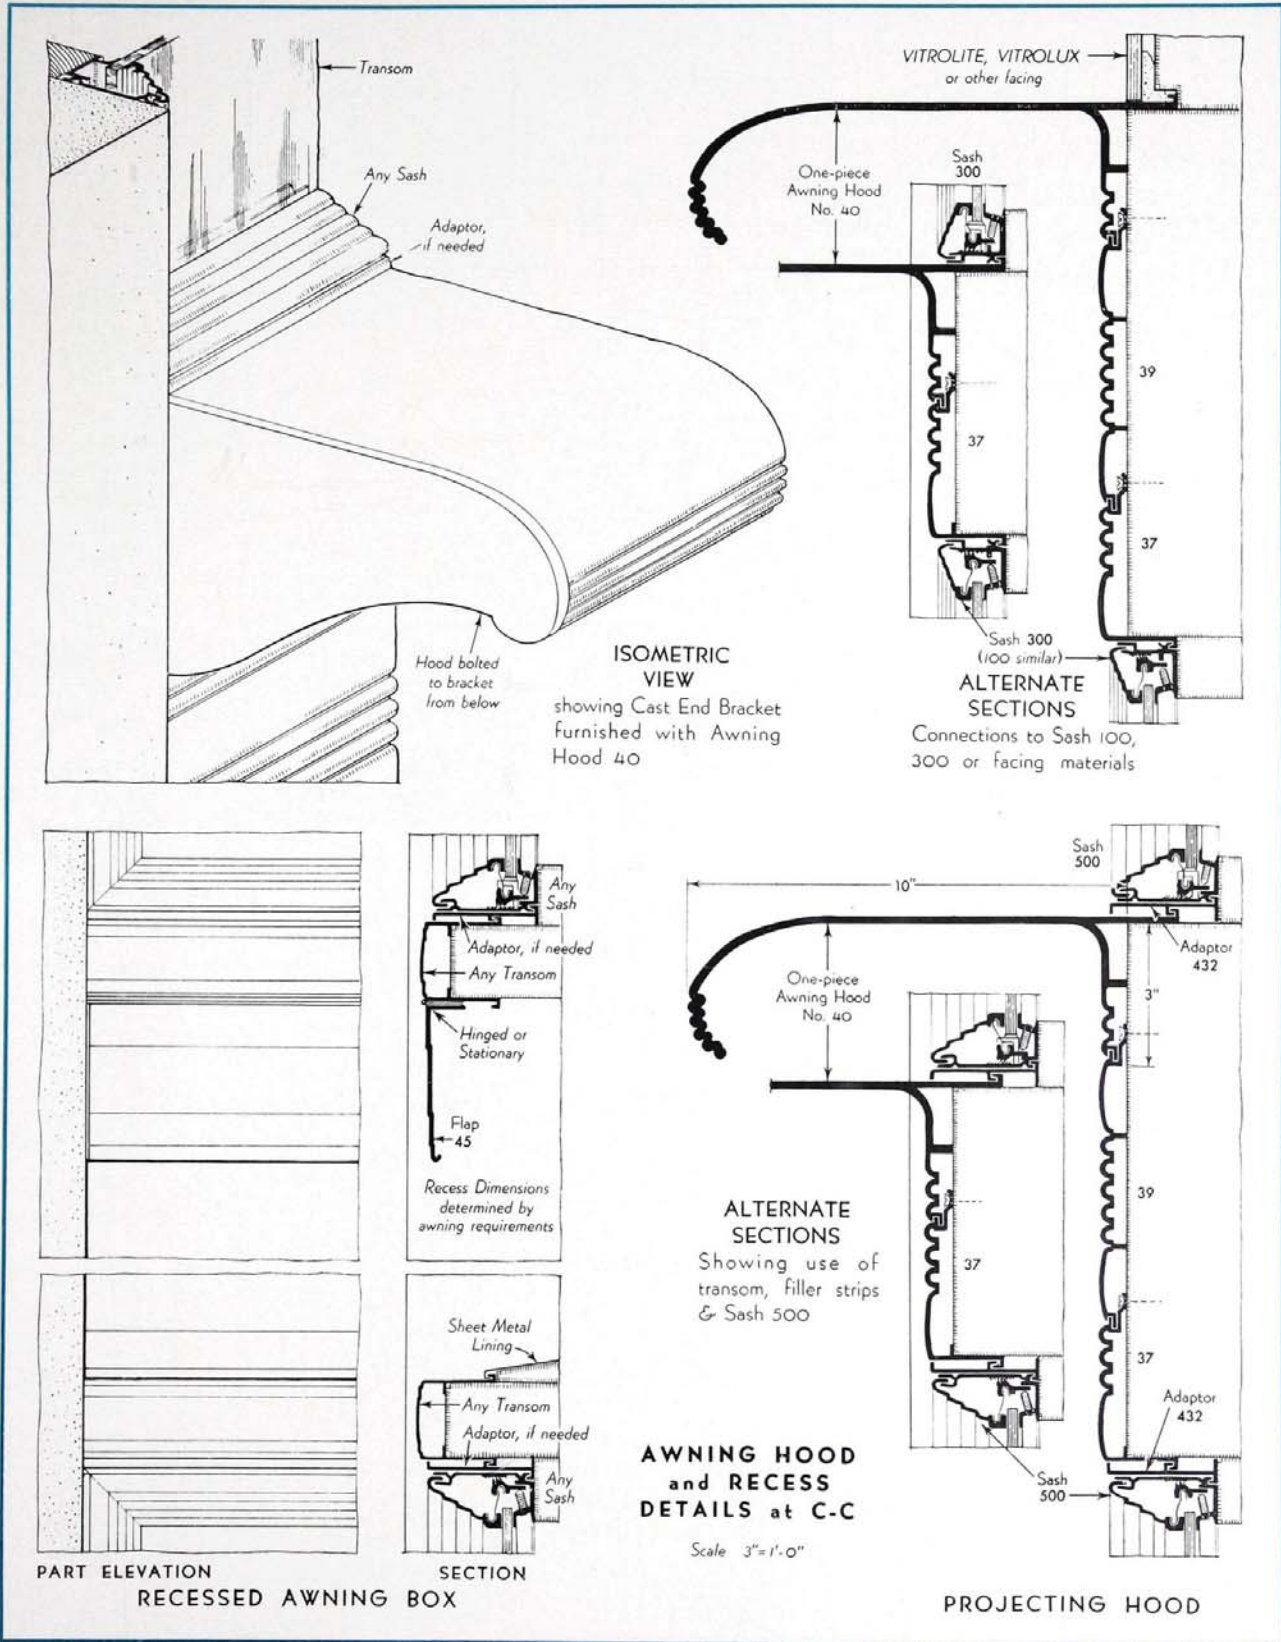 Transom
Any Sash
Adaptor,
if needed
Hood bolted
to bracket
from below
ISOMETRIC
VIEW
showing Cast End Bracket
furnished with Awning
Hood 40
VITROLITE, VITROLUX
or other facing
One-piece
Awning Hood
No. 40
Sash
300
39
37
37
Sash 300
(100 similar)
ALTERNATE
SECTIONS
Connections to Sash 100,
300 or facing materials
Any
Sash
Adaptor, if needed
Any Transom
Hinged or
Stationary
Flap
45
Recess Dimensions
determined by
awning requirements
Sheet Metal
Lining
Any Transom
Adaptor, if needed
Any
Sash
PART ELEVATION
SECTION
RECESSED AWNING BOX
Sash
500
10"
Adaptor
432
3"
One-piece
Awning Hood
No. 40
ALTERNATE
SECTIONS
Showing use of
transom, filler strips
& Sash 500
39
37
37
Adaptor
432
Sash
500
AWNING HOOD
and RECESS
DETAILS at C-C
Scale 3"=1'-0"
PROJECTING HOOD